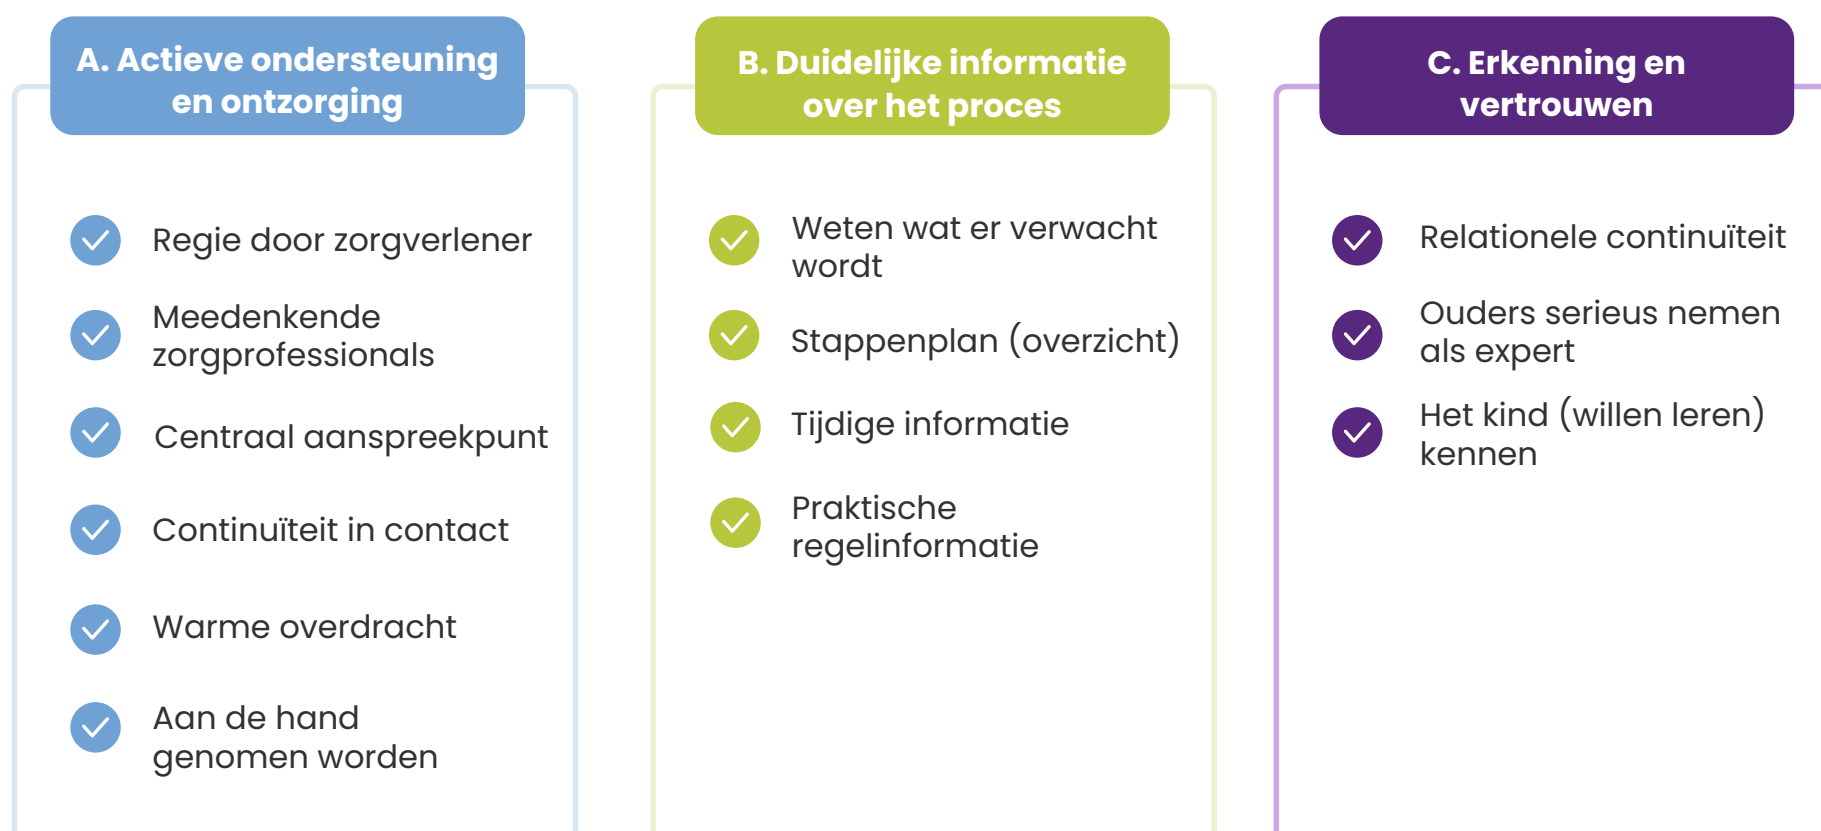 A. Actieve ondersteuning
en ontzorging
Regie door zorgverlener
Meedenkende
zorgprofessionals
Centraal aanspreekpunt
Continuïteit in contact
Warme overdracht
Aan de hand
genomen worden
B. Duidelijke informatie
over het proces
Weten wat er verwacht
wordt
Stappenplan (overzicht)
Tijdige informatie
Praktische
regelinformatie
C. Erkenning en
vertrouwen
Relationele continuïteit
Ouders serieus nemen
als expert
Het kind (willen leren)
kennen